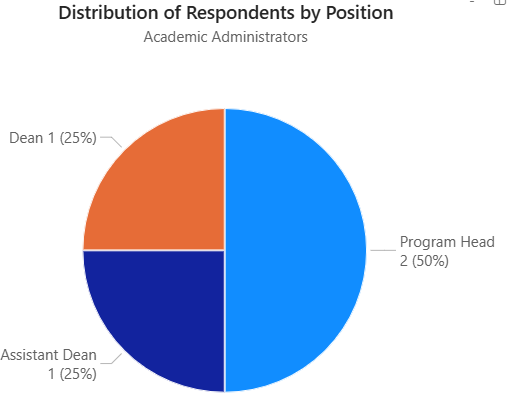 Distribution of Respondents by Position
Academic Administrators
Dean 1 (25%)
Program Head
2 (50%)
Assistant Dean
1 (25%)